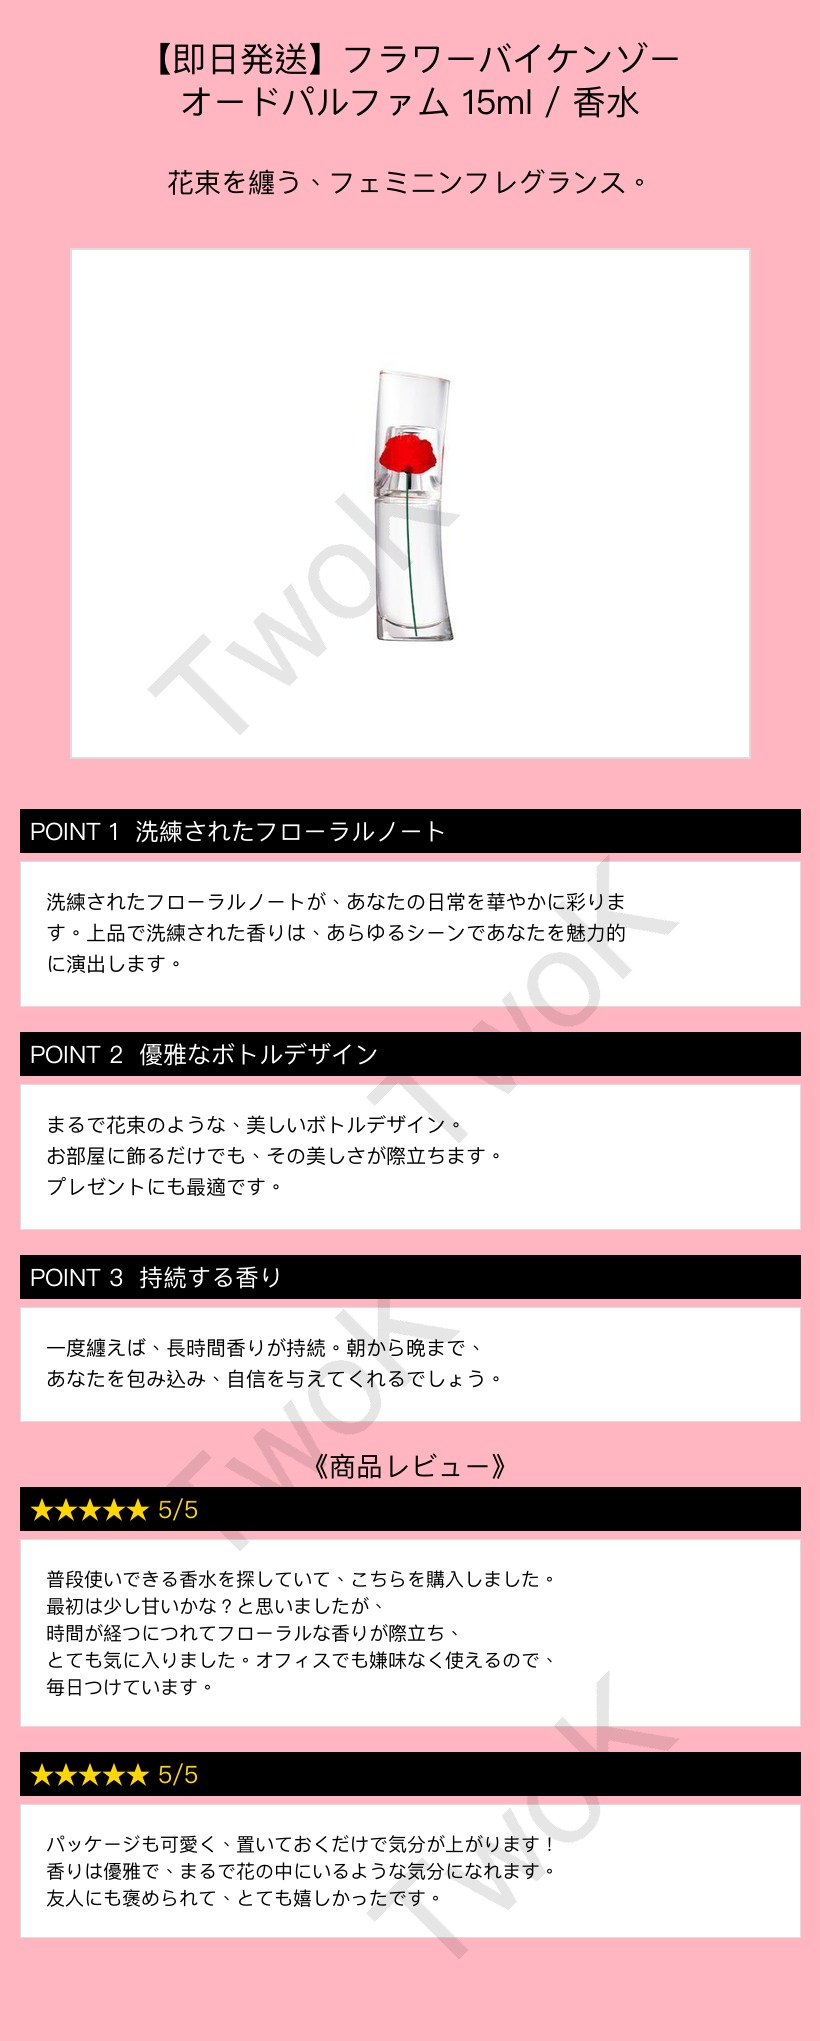 【即日発送】フラワーバイケンゾー
オードパルファム 15ml / 香水
花束を纏う、フェミニンフレグランス。
TwoK
POINT 1 洗練されたフローラルノート
洗練されたフローラルノートが、あなたの日常を華やかに彩りま
す。上品で洗練された香りは、あらゆるシーンであなたを魅力的
に演出します。
TwoK
POINT 2 優雅なボトルデザイン
まるで花束のような、美しいボトルデザイン。
お部屋に飾るだけでも、その美しさが際立ちます。
プレゼントにも最適です。
POINT 3 持続する香り
一度纏えば、長時間香りが持続。朝から晩まで、
あなたを包み込み、自信を与えてくれるでしょう。
TwoK
《商品レビュー》
★★★★★ 5/5
普段使いできる香水を探していて、こちらを購入しました。
最初は少し甘いかな？と思いましたが、
時間が経つにつれてフローラルな香りが際立ち、
とても気に入りました。オフィスでも嫌味なく使えるので、
毎日つけています。
★★★★★ 5/5
パッケージも可愛く、置いておくだけで気分が上がります！
香りは優雅で、まるで花の中にいるような気分になれます。
友人にも褒められて、とても嬉しかったです。
TwoK